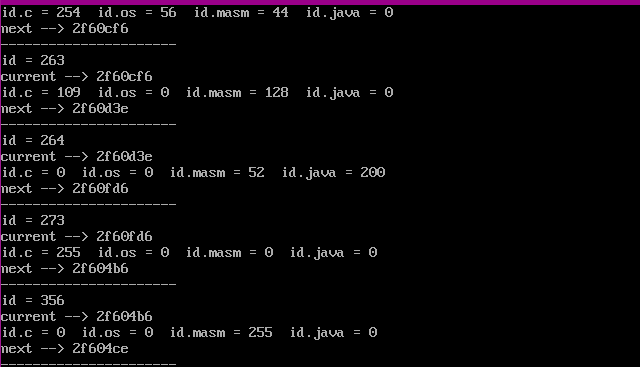 id.c = 254  id.os = 56  id.masm = 44  id.java = 0
next --> 2f60cf6
----------------------
id = 263
current --> 2f60cf6
id.c = 109  id.os = 0  id.masm = 128  id.java = 0
next --> 2f60d3e
----------------------
id = 264
current --> 2f60d3e
id.c = 0  id.os = 0  id.masm = 52  id.java = 200
next --> 2f60fd6
----------------------
id = 273
current --> 2f60fd6
id.c = 255  id.os = 0  id.masm = 0  id.java = 0
next --> 2f604b6
----------------------
id = 356
current --> 2f604b6
id.c = 0  id.os = 0  id.masm = 255  id.java = 0
next --> 2f604ce
----------------------